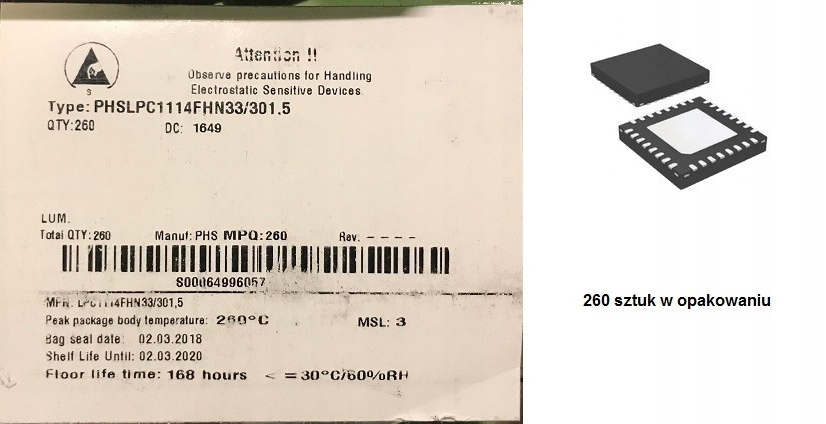 Attention !!
Observe precautions for Handling
Electrostatic Sensitive Devices
S
Type: PHSLPC1114FHN33/301,5
QTY:260 DC: 1649
LUM.
Total QTY: 260 Manuf: PHS MPQ: 260 Rev. ----
S00064996057
MFR: LPC1114FHN33/301,5
Peak package body temperature: 260°C MSL: 3
Bag seal date: 02.03.2018
Shelf Life Until: 02.03.2020
Floor life time: 168 hours <=30°C/60%RH
260 sztuk w opakowaniu